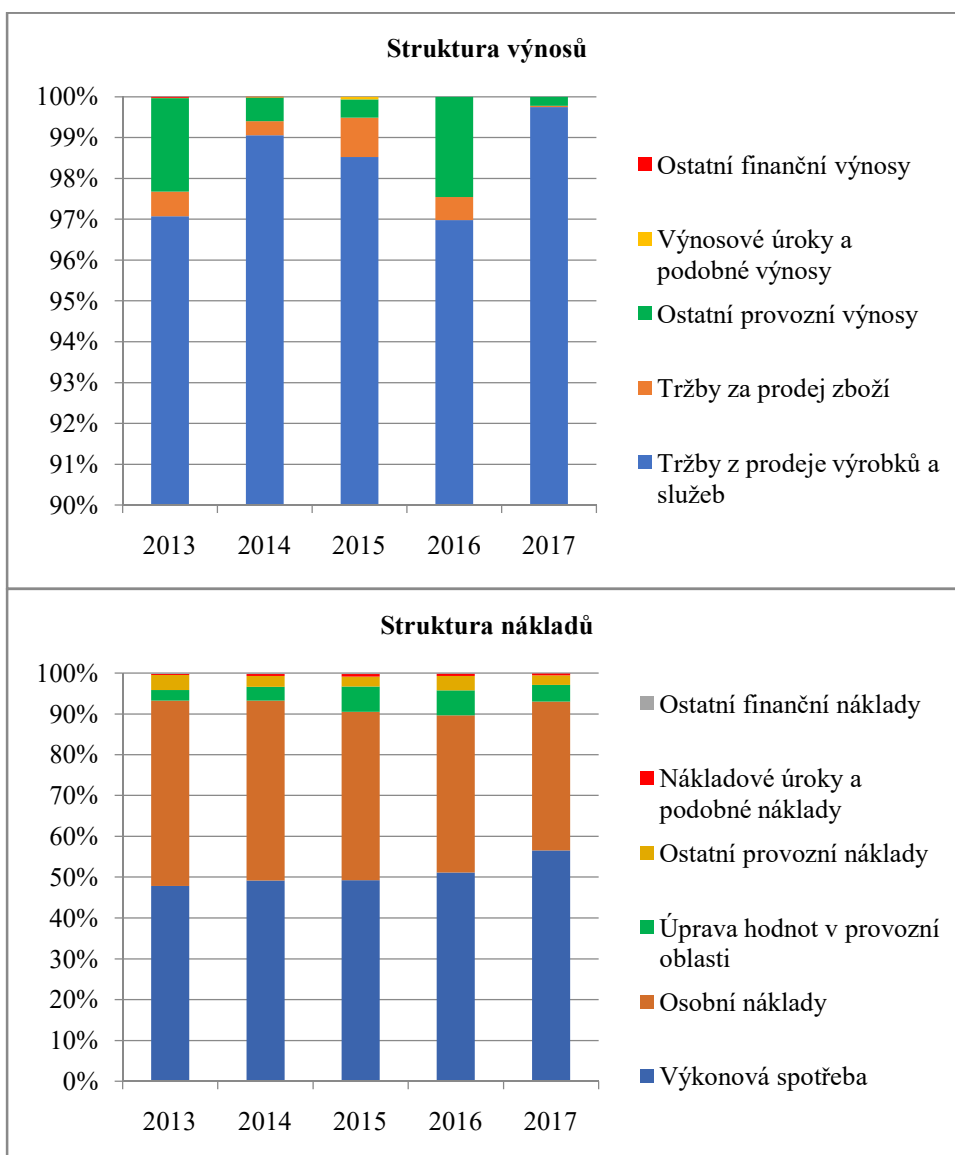 Struktura výnosů
100%
99%
98%
97%
96%
95%
94%
93%
92%
91%
90%
2013 2014 2015 2016 2017
Ostatní finanční výnosy
Výnosové úroky a
podobné výnosy
Ostatní provozní výnosy
Tržby za prodej zboží
Tržby z prodeje výrobků a
služeb
Struktura nákladů
100%
90%
80%
70%
60%
50%
40%
30%
20%
10%
0%
2013 2014 2015 2016 2017
Ostatní finanční náklady
Nákladové úroky a
podobné náklady
Ostatní provozní náklady
Úprava hodnot v provozní
oblasti
Osobní náklady
Výkonová spotřeba